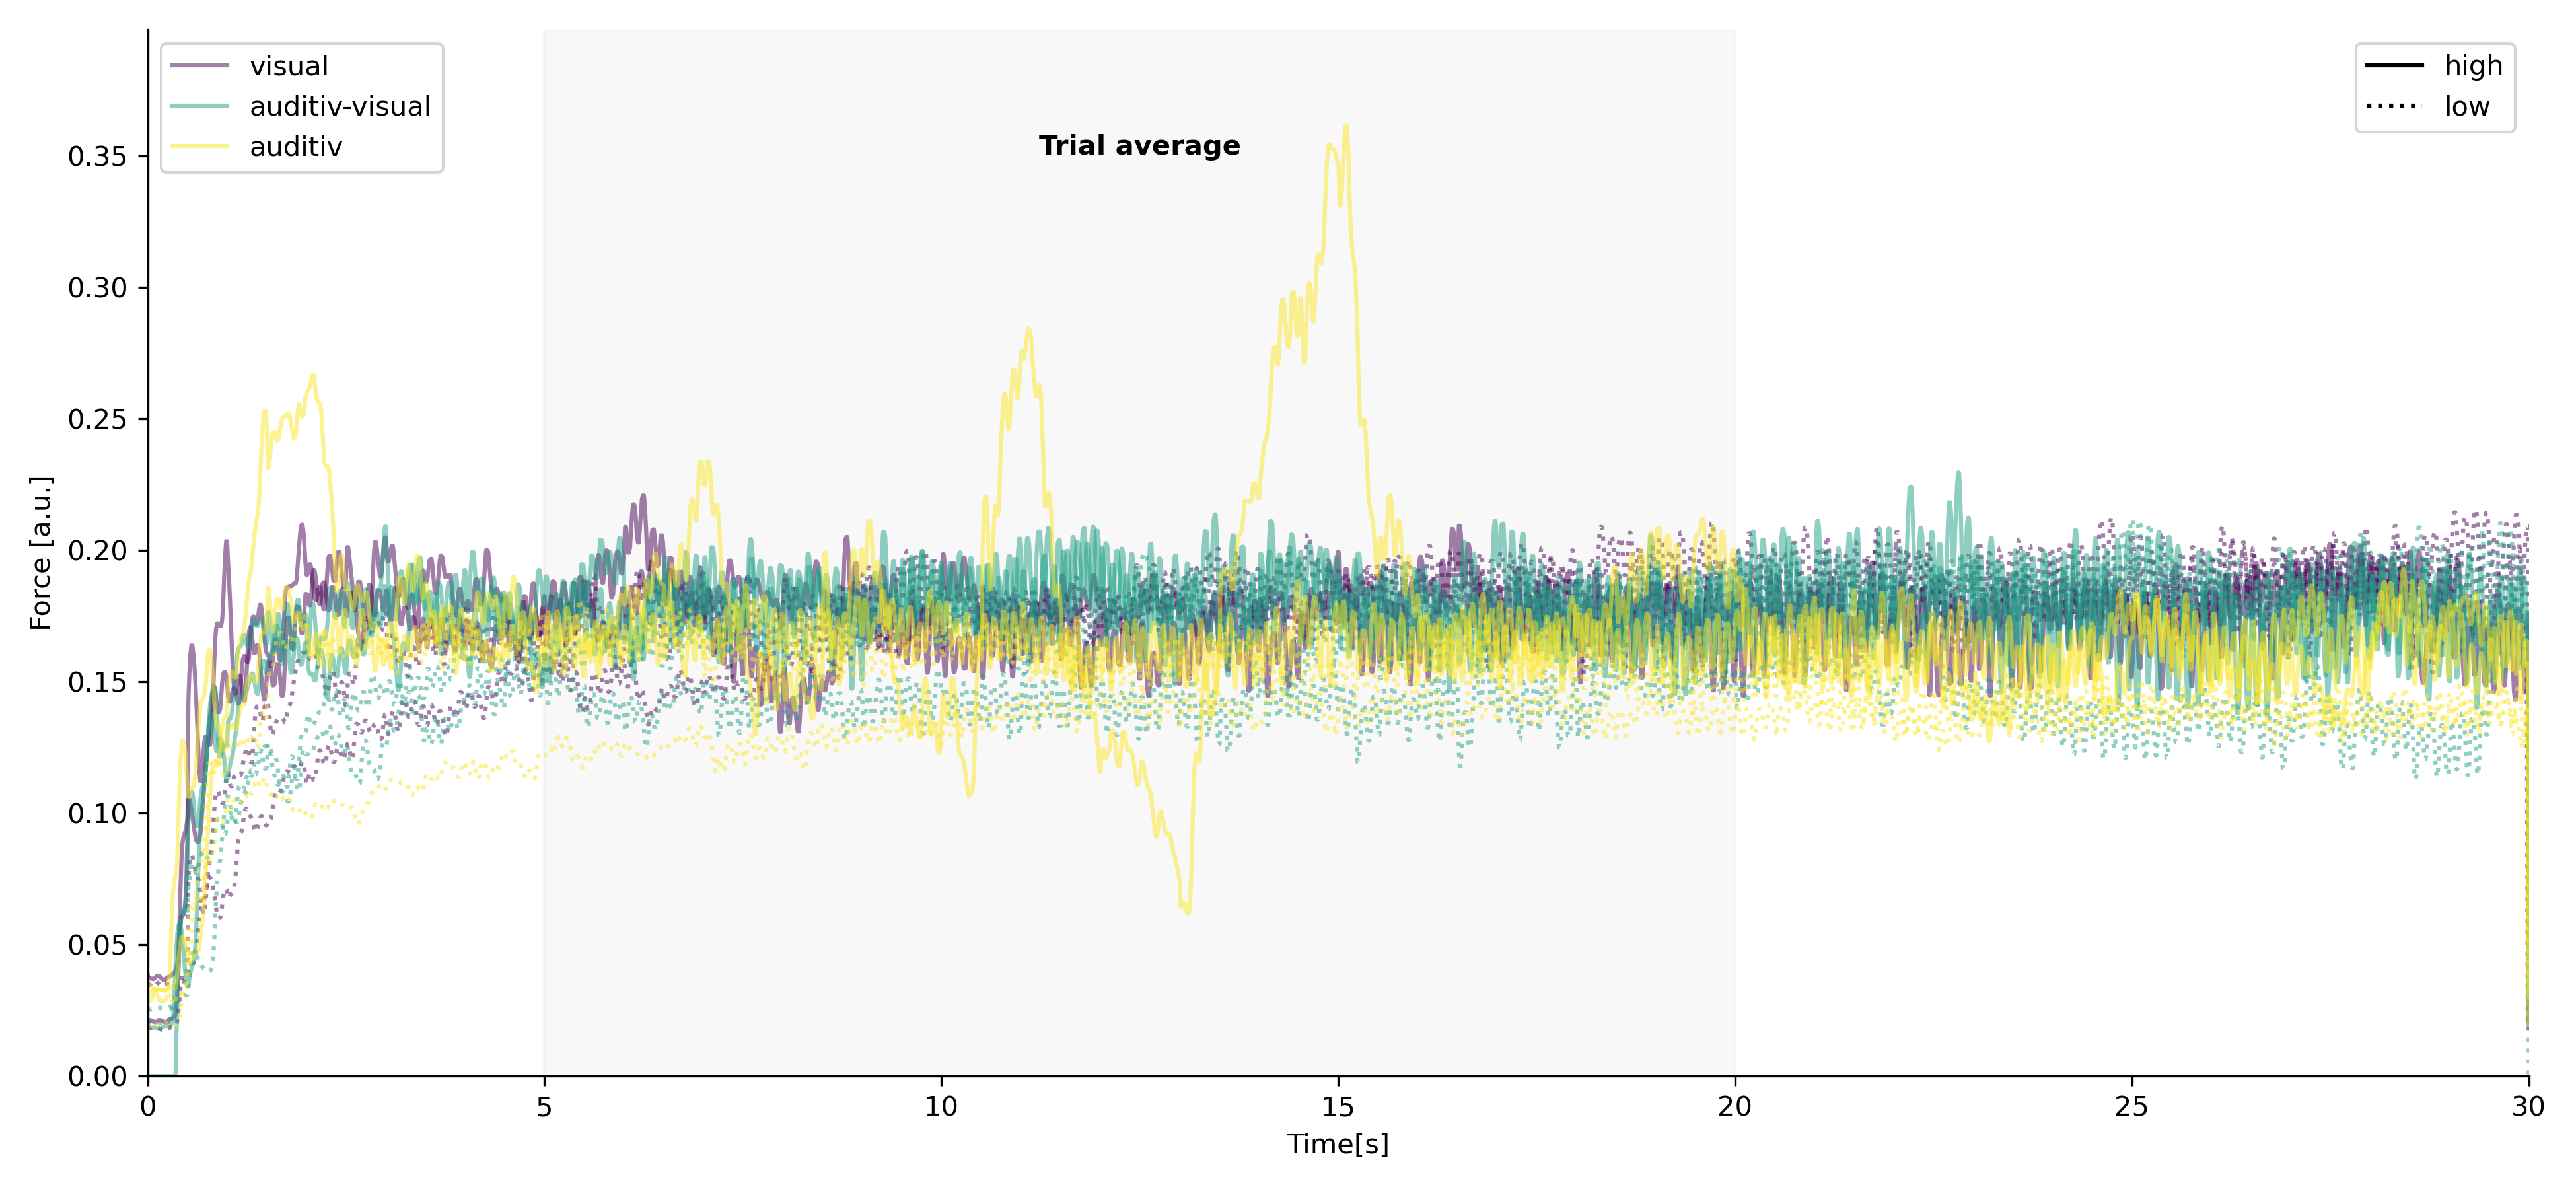 visual
auditiv-visual
auditiv
high
low
Trial average
Force [a.u.]
0.35
0.30
0.25
0.20
0.15
0.10
0.05
0.00
0 5 10 15 20 25 30
Time[s]